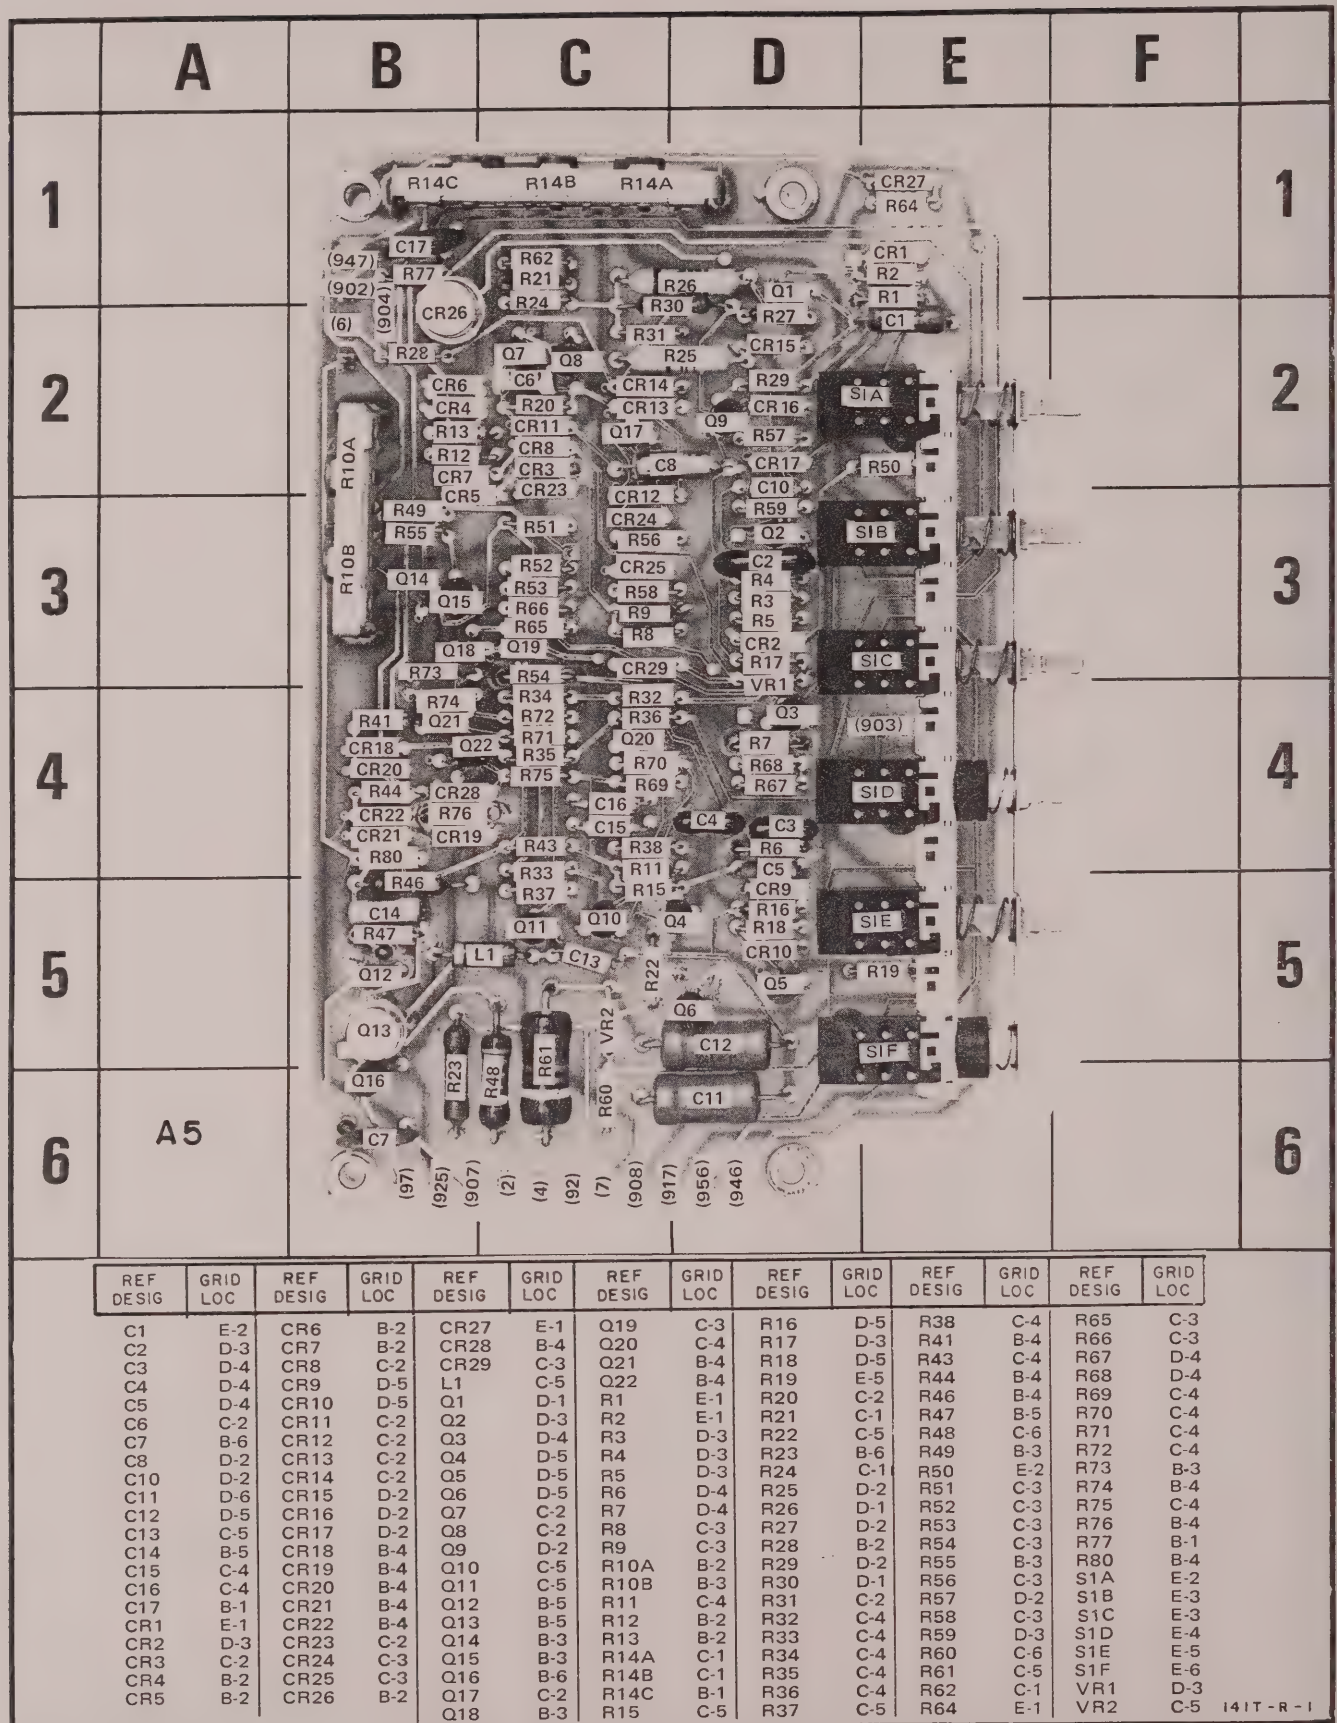 A B C D E F
1 1
R14C R14B R14A
CR27
R64
C17
(947)
R77
(902)
(904)
(6)
CR26
R62
R21
R24
R26
R30
Q1
R27
CR1
R2
R1
C1
2 2
R28
Q7
Q8
C6
R31
R25
CR15
CR6
CR4
R13
R12
CR7
CR5
R20
CR11
CR8
CR3
CR23
CR14
CR13
Q17
C8
CR12
Q9
R29
CR16
R57
CR17
C10
S1A
R50
R10A
3 3
R10B
R49
R55
Q14
Q15
Q18
R73
R51
R52
R53
R66
R65
Q19
R54
CR24
R56
CR25
R58
R9
R8
CR29
R59
Q2
C2
R4
R3
R5
CR2
R17
VR1
S1B
S1C
4 4
R74
R41
Q21
CR18
Q22
CR20
R44
CR28
CR22
R76
CR21
CR19
R80
R46
R34
R72
R71
R35
R75
R43
R33
R37
R32
R36
Q20
R70
R69
C16
C15
R38
R11
R15
Q3
R7
R68
R67
C4
C3
R6
C5
CR9
(903)
S1D
5 5
C14
R47
Q12
Q13
L1
Q11
Q10
C13
R22
Q4
R16
R18
CR10
Q5
Q6
C12
VR2
S1E
R19
S1F
6 6
A5
Q16
C7
R23
R48
R61
R60
C11
(97) (925) (907) (2) (4) (92) (7) (908) (917) (956) (946)
REF DESIG GRID LOC REF DESIG GRID LOC REF DESIG GRID LOC REF DESIG GRID LOC REF DESIG GRID LOC REF DESIG GRID LOC REF DESIG GRID LOC
C1 E-2 CR6 B-2 CR27 E-1 Q19 C-3 R16 D-5 R38 C-4 R65 C-3
C2 D-3 CR7 B-2 CR28 B-4 Q20 C-4 R17 D-3 R41 B-4 R66 C-3
C3 D-4 CR8 C-2 CR29 C-3 Q21 B-4 R18 D-5 R43 C-4 R67 D-4
C4 D-4 CR9 D-5 L1 C-5 Q22 B-4 R19 E-5 R44 B-4 R68 D-4
C5 D-4 CR10 D-5 Q1 D-1 R1 E-1 R20 C-2 R46 B-4 R69 C-4
C6 C-2 CR11 C-2 Q2 D-3 R2 E-1 R21 C-1 R47 B-5 R70 C-4
C7 B-6 CR12 C-2 Q3 D-4 R3 D-3 R22 C-5 R48 C-6 R71 C-4
C8 D-2 CR13 C-2 Q4 D-5 R4 D-3 R23 B-6 R49 B-3 R72 C-4
C10 D-2 CR14 C-2 Q5 D-5 R5 D-3 R24 C-1 R50 E-2 R73 B-3
C11 D-6 CR15 D-2 Q6 D-5 R6 D-4 R25 D-2 R51 C-3 R74 B-4
C12 D-5 CR16 D-2 Q7 C-2 R7 D-4 R26 D-1 R52 C-3 R75 C-4
C13 C-5 CR17 D-2 Q8 C-2 R8 C-3 R27 D-2 R53 C-3 R76 B-4
C14 B-5 CR18 B-4 Q9 D-2 R9 C-3 R28 B-2 R54 C-3 R77 B-1
C15 C-4 CR19 B-4 Q10 C-5 R10A B-2 R29 D-2 R55 B-3 R80 B-4
C16 C-4 CR20 B-4 Q11 C-5 R10B B-3 R30 D-1 R56 C-3 S1A E-2
C17 B-1 CR21 B-4 Q12 B-5 R11 C-4 R31 C-2 R57 D-2 S1B E-3
CR1 E-1 CR22 B-4 Q13 B-5 R12 B-2 R32 C-4 R58 C-3 S1C E-3
CR2 D-3 CR23 C-2 Q14 B-3 R13 B-2 R33 C-4 R59 D-3 S1D E-4
CR3 C-2 CR24 C-3 Q15 B-3 R14A C-1 R34 C-4 R60 C-6 S1E E-5
CR4 B-2 CR25 C-3 Q16 B-6 R14B C-1 R35 C-4 R61 C-5 S1F E-6
CR5 B-2 CR26 B-2 Q17 C-2 R14C B-1 R36 C-4 R62 C-1 VR1 D-3
Q18 B-3 R15 C-5 R37 C-5 R64 E-1 VR2 C-5
141T-R-1